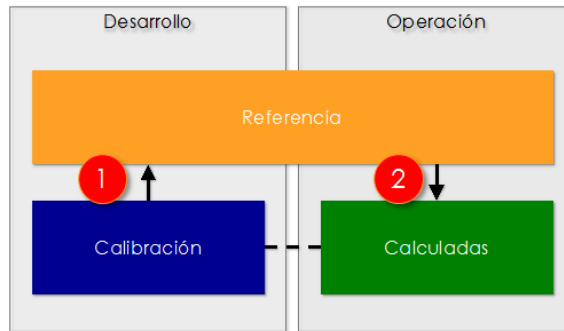 Desarrollo
Operación
Referencia
1
2
Calibración
Calculadas